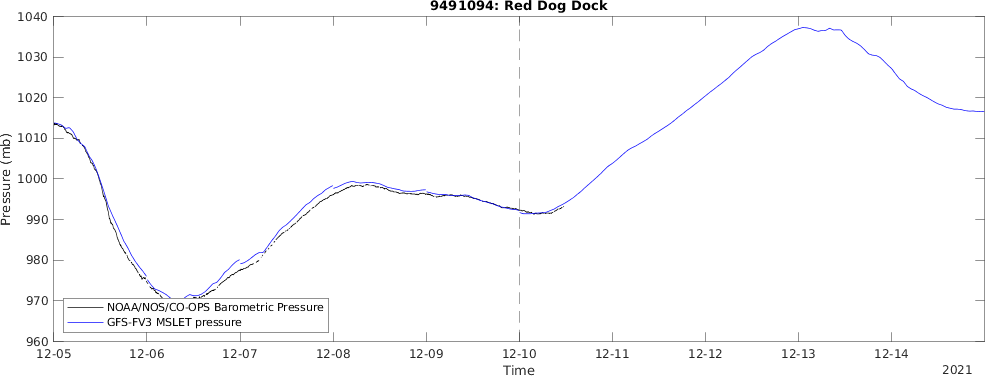 9491094: Red Dog Dock
1040
1030
1020
1010
1000
990
980
970
960
Pressure (mb)
NOAA/NOS/CO-OPS Barometric Pressure
GFS-FV3 MSLET pressure
12-05 12-06 12-07 12-08 12-09 12-10 12-11 12-12 12-13 12-14
Time
2021